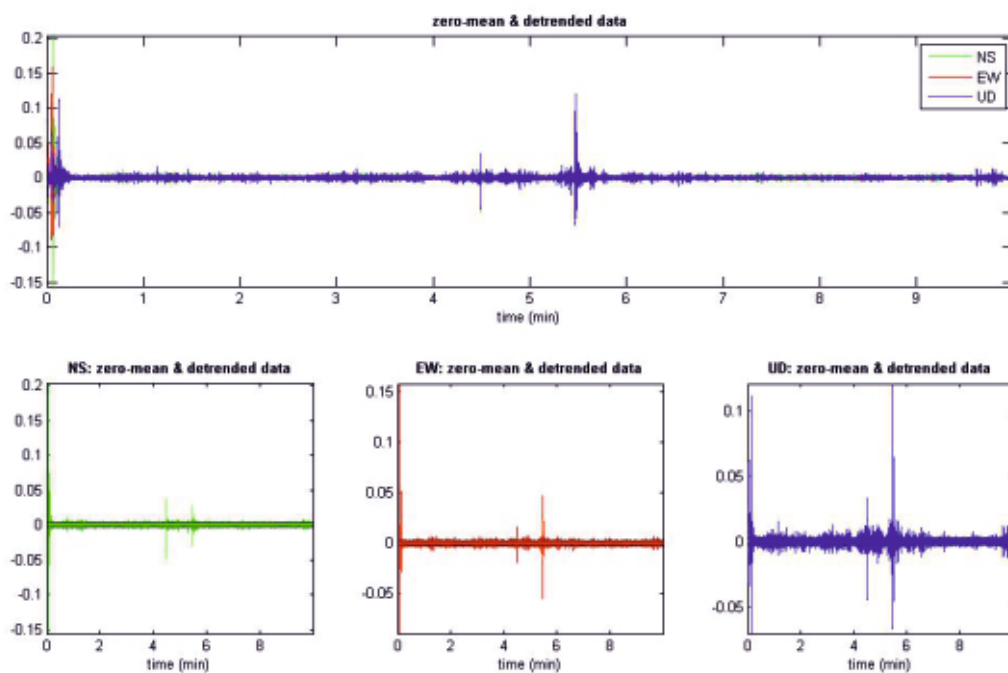 zero-mean & detrended data
0.2
0.15
0.1
0.05
0
-0.05
-0.1
-0.15
NS
EW
UD
0 1 2 3 4 5 6 7 8 9
time (min)
NS: zero-mean & detrended data
0.2
0.15
0.1
0.05
0
-0.05
-0.1
-0.15
0 2 4 6 8
time (min)
EW: zero-mean & detrended data
0.15
0.1
0.05
0
-0.05
0 2 4 6 8
time (min)
UD: zero-mean & detrended data
0.1
0.05
0
-0.05
0 2 4 6 8
time (min)